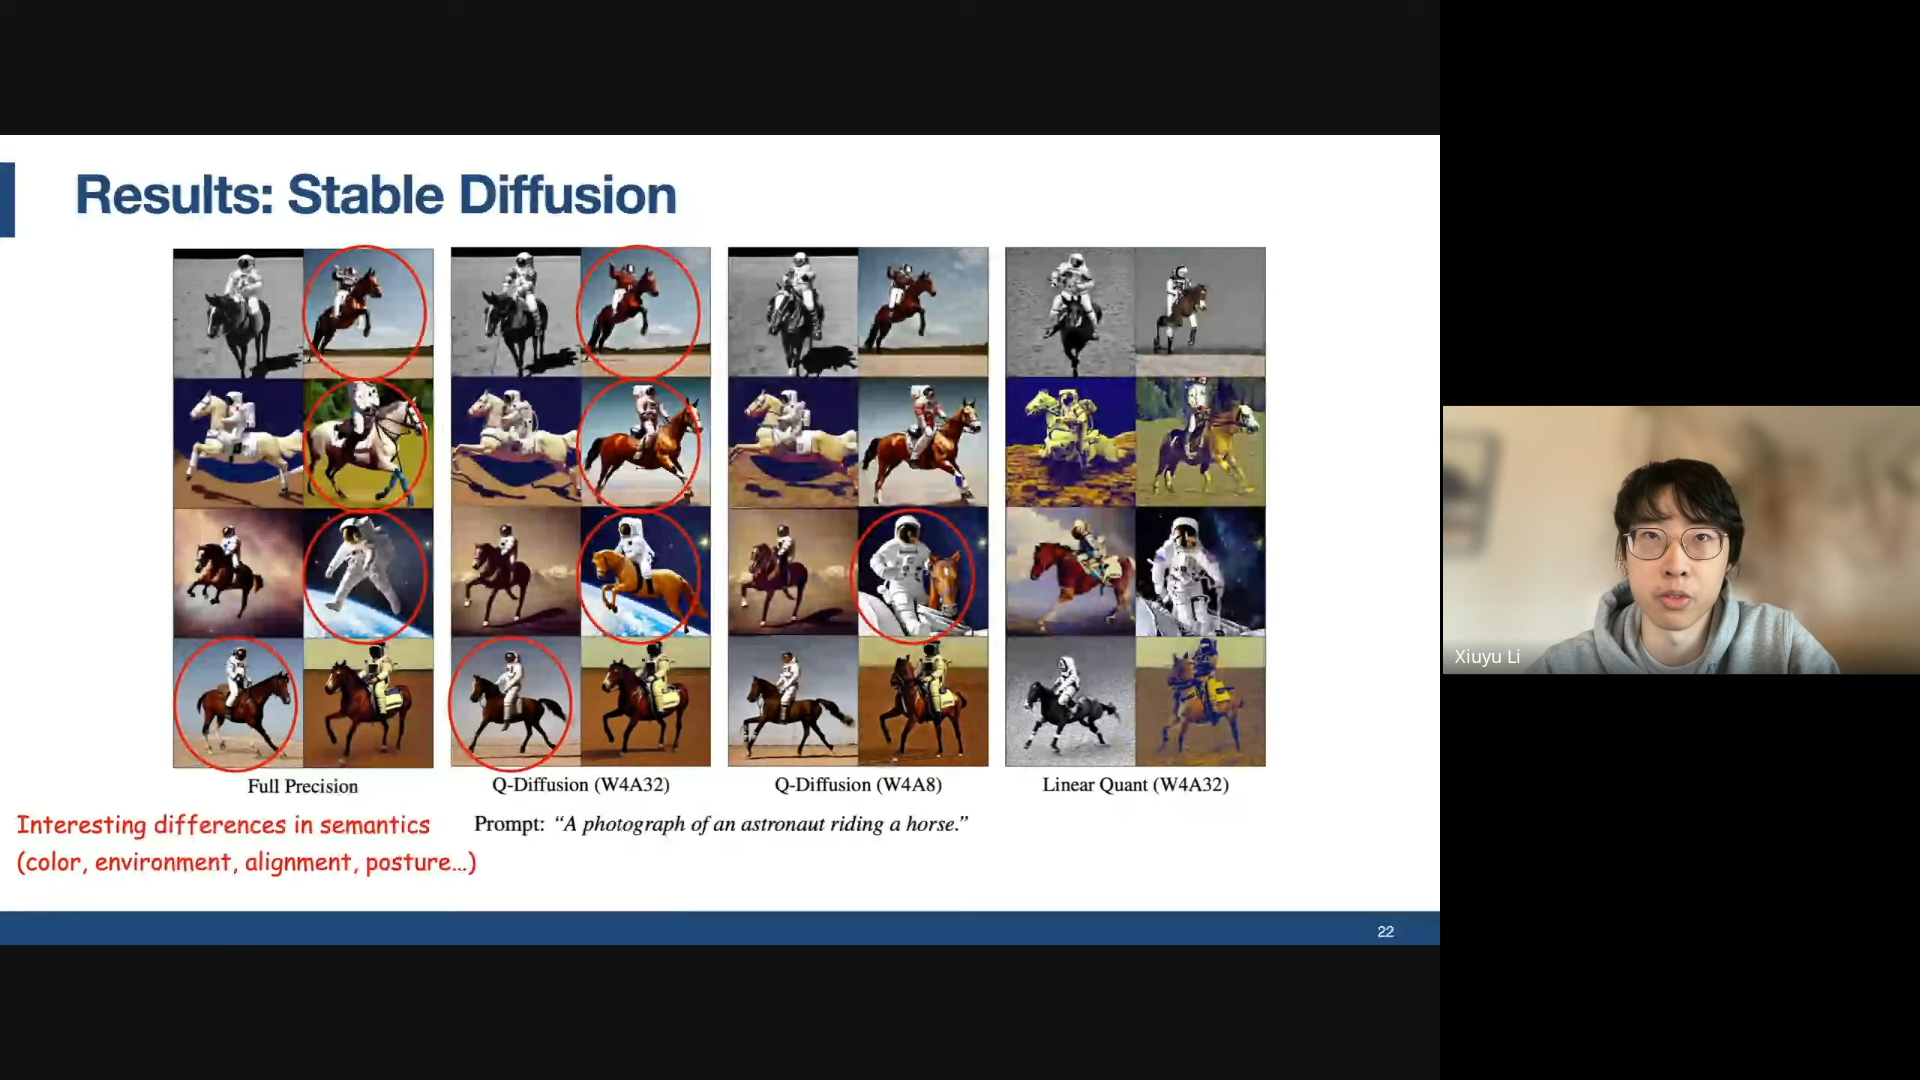 Results: Stable Diffusion
Full Precision
Q-Diffusion (W4A32)
Q-Diffusion (W4A8)
Linear Quant (W4A32)
Interesting differences in semantics
(color, environment, alignment, posture...)
Prompt: “A photograph of an astronaut riding a horse.”
22
Xiuyu Li